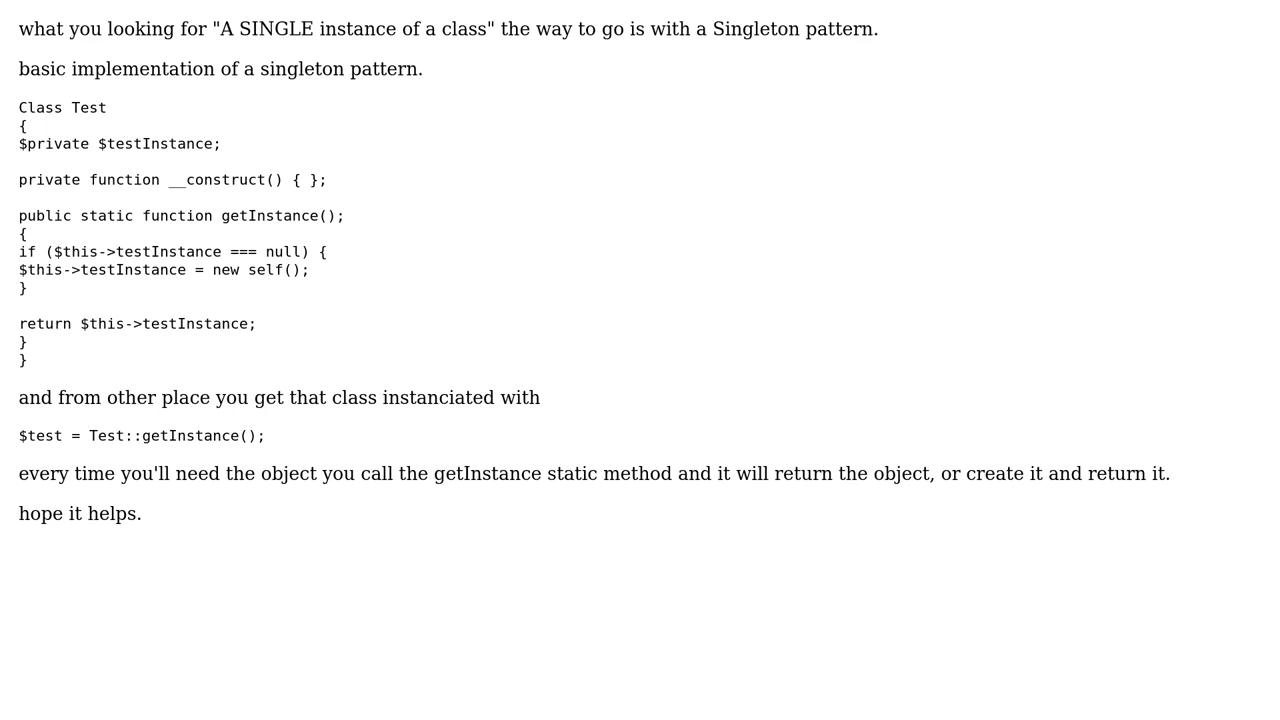 what you looking for "A SINGLE instance of a class" the way to go is with a Singleton pattern.
basic implementation of a singleton pattern.
Class Test
{
$private $testInstance;
private function __construct() { };
public static function getInstance();
{
if ($this->testInstance === null) {
$this->testInstance = new self();
}
return $this->testInstance;
}
}
and from other place you get that class instanciated with
$test = Test::getInstance();
every time you'll need the object you call the getInstance static method and it will return the object, or create it and return it.
hope it helps.